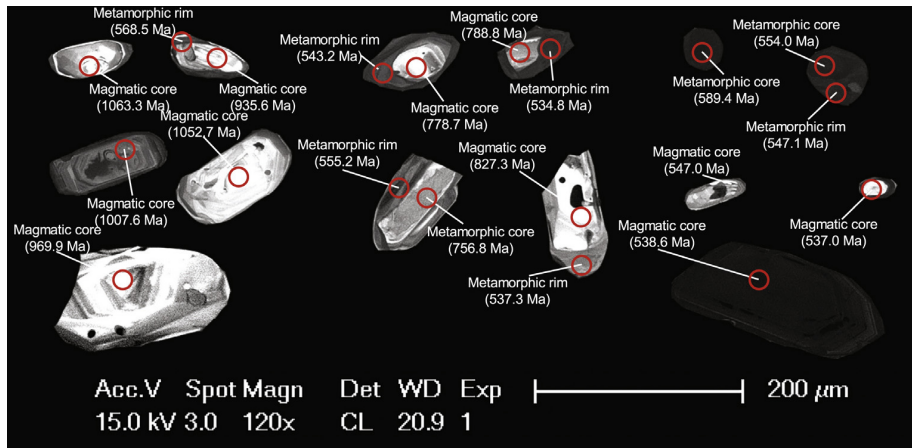 Metamorphic rim
(568.5 Ma)
Magmatic core
(1063.3 Ma)
Magmatic core
(935.6 Ma)
Metamorphic rim
(543.2 Ma)
Magmatic core
(778.7 Ma)
Magmatic core
(788.8 Ma)
Metamorphic rim
(534.8 Ma)
Metamorphic core
(589.4 Ma)
Metamorphic core
(554.0 Ma)
Metamorphic rim
(547.1 Ma)
Magmatic core
(1007.6 Ma)
Magmatic core
(1052.7 Ma)
Metamorphic rim
(555.2 Ma)
Metamorphic core
(756.8 Ma)
Magmatic core
(827.3 Ma)
Metamorphic rim
(537.3 Ma)
Magmatic core
(547.0 Ma)
Magmatic core
(537.0 Ma)
Magmatic core
(969.9 Ma)
Magmatic core
(538.6 Ma)
Acc.V Spot Magn Det WD Exp
15.0 kV 3.0 120x CL 20.9 1
200 µm